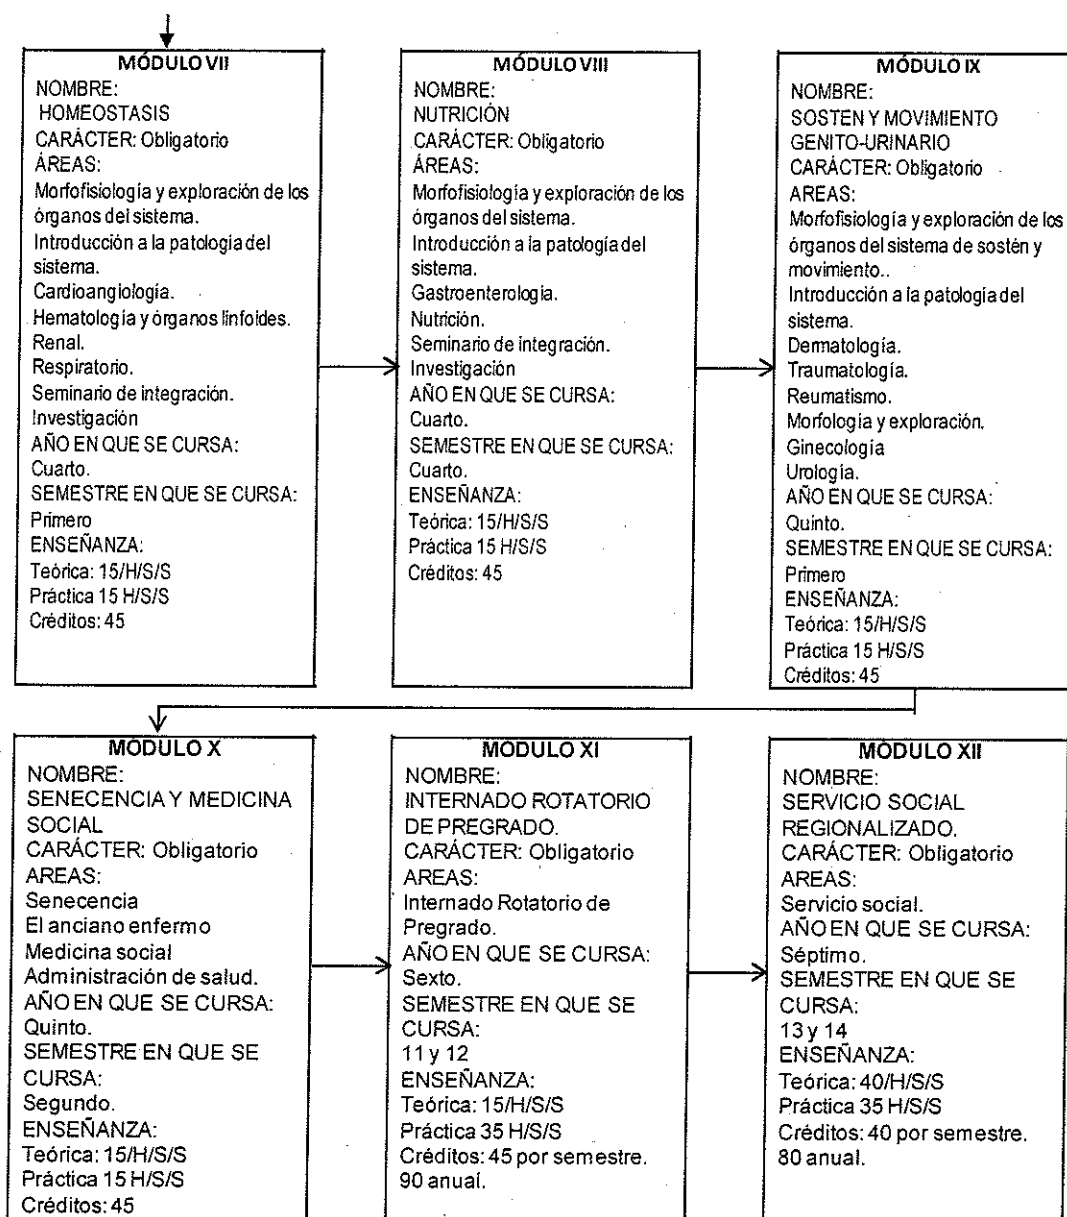 MÓDULO VII
NOMBRE:
HOMEOSTASIS
CARÁCTER: Obligatorio
ÁREAS:
Morfofisiología y exploración de los
órganos del sistema.
Introducción a la patología del
sistema.
Cardioangiología.
Hematología y órganos linfoides.
Renal.
Respiratorio.
Seminario de integración.
Investigación
AÑO EN QUE SE CURSA:
Cuarto.
SEMESTRE EN QUE SE CURSA:
Primero
ENSEÑANZA:
Teórica: 15/H/S/S
Práctica 15 H/S/S
Créditos: 45
MÓDULO VIII
NOMBRE:
NUTRICIÓN
CARÁCTER: Obligatorio
ÁREAS:
Morfofisiología y exploración de los
órganos del sistema.
Introducción a la patología del
sistema.
Gastroenterología.
Nutrición.
Seminario de integración.
Investigación
AÑO EN QUE SE CURSA:
Cuarto.
SEMESTRE EN QUE SE CURSA:
Cuarto.
ENSEÑANZA:
Teórica: 15/H/S/S
Práctica 15 H/S/S
Créditos: 45
MÓDULO IX
NOMBRE:
SOSTEN Y MOVIMIENTO
GENITO-URINARIO
CARÁCTER: Obligatorio
AREAS:
Morfofisiología y exploración de los
órganos del sistema de sostén y
movimiento..
Introducción a la patología del
sistema.
Dermatología.
Traumatología.
Reumatismo.
Morfología y exploración.
Ginecología
Urología.
AÑO EN QUE SE CURSA:
Quinto.
SEMESTRE EN QUE SE CURSA:
Primero
ENSEÑANZA:
Teórica: 15/H/S/S
Práctica 15 H/S/S
Créditos: 45
MÓDULO X
NOMBRE:
SENECENCIA Y MEDICINA
SOCIAL
CARÁCTER: Obligatorio
AREAS:
Senecencia
El anciano enfermo
Medicina social
Administración de salud.
AÑO EN QUE SE CURSA:
Quinto.
SEMESTRE EN QUE SE
CURSA:
Segundo.
ENSEÑANZA:
Teórica: 15/H/S/S
Práctica 15 H/S/S
Créditos: 45
MÓDULO XI
NOMBRE:
INTERNADO ROTATORIO
DE PREGRADO.
CARÁCTER: Obligatorio
AREAS:
Internado Rotatorio de
Pregrado.
AÑO EN QUE SE CURSA:
Sexto.
SEMESTRE EN QUE SE
CURSA:
11 y 12
ENSEÑANZA:
Teórica: 15/H/S/S
Práctica 35 H/S/S
Créditos: 45 por semestre.
90 anual.
MÓDULO XII
NOMBRE:
SERVICIO SOCIAL
REGIONALIZADO.
CARÁCTER: Obligatorio
AREAS:
Servicio social.
AÑO EN QUE SE CURSA:
Séptimo.
SEMESTRE EN QUE SE
CURSA:
13 y 14
ENSEÑANZA:
Teórica: 40/H/S/S
Práctica 35 H/S/S
Créditos: 40 por semestre.
80 anual.